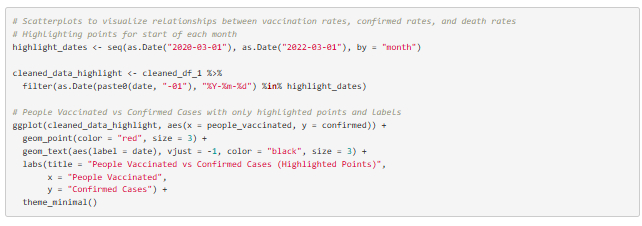 # Scatterplots to visualize relationships between vaccination rates, confirmed rates, and death rates
# Highlighting points for start of each month
highlight_dates <- seq(as.Date("2020-03-01"), as.Date("2022-03-01"), by = "month")
cleaned_data_highlight <- cleaned_df_1 %>%
  filter(as.Date(paste0(date, "-01"), "%Y-%m-%d") %in% highlight_dates)
# People Vaccinated vs Confirmed Cases with only highlighted points and labels
ggplot(cleaned_data_highlight, aes(x = people_vaccinated, y = confirmed)) +
  geom_point(color = "red", size = 3) +
  geom_text(aes(label = date), vjust = -1, color = "black", size = 3) +
  labs(title = "People Vaccinated vs Confirmed Cases (Highlighted Points)",
       x = "People Vaccinated",
       y = "Confirmed Cases") +
  theme_minimal()